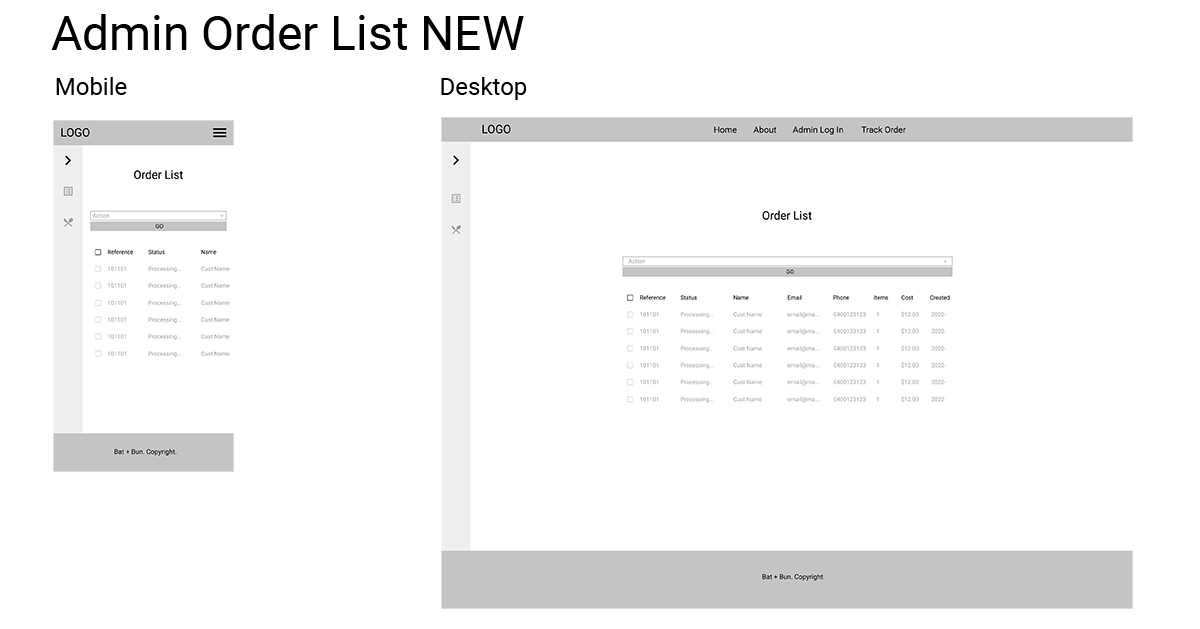 Admin Order List NEW
Mobile
LOGO
Order List
Action
GO
Reference Status Name
101101 Processing... Cust Name
101101 Processing... Cust Name
101101 Processing... Cust Name
101101 Processing... Cust Name
101101 Processing... Cust Name
101101 Processing... Cust Name
Bat + Bun. Copyright.
Desktop
LOGO Home About Admin Log In Track Order
Order List
Action
GO
Reference Status Name Email Phone Items Cost Created
101101 Processing... Cust Name email@ma... 0400123123 1 $12.00 2022-
101101 Processing... Cust Name email@ma... 0400123123 1 $12.00 2022-
101101 Processing... Cust Name email@ma... 0400123123 1 $12.00 2022-
101101 Processing... Cust Name email@ma... 0400123123 1 $12.00 2022-
101101 Processing... Cust Name email@ma... 0400123123 1 $12.00 2022-
101101 Processing... Cust Name email@ma... 0400123123 1 $12.00 2022-
Bat + Bun. Copyright.